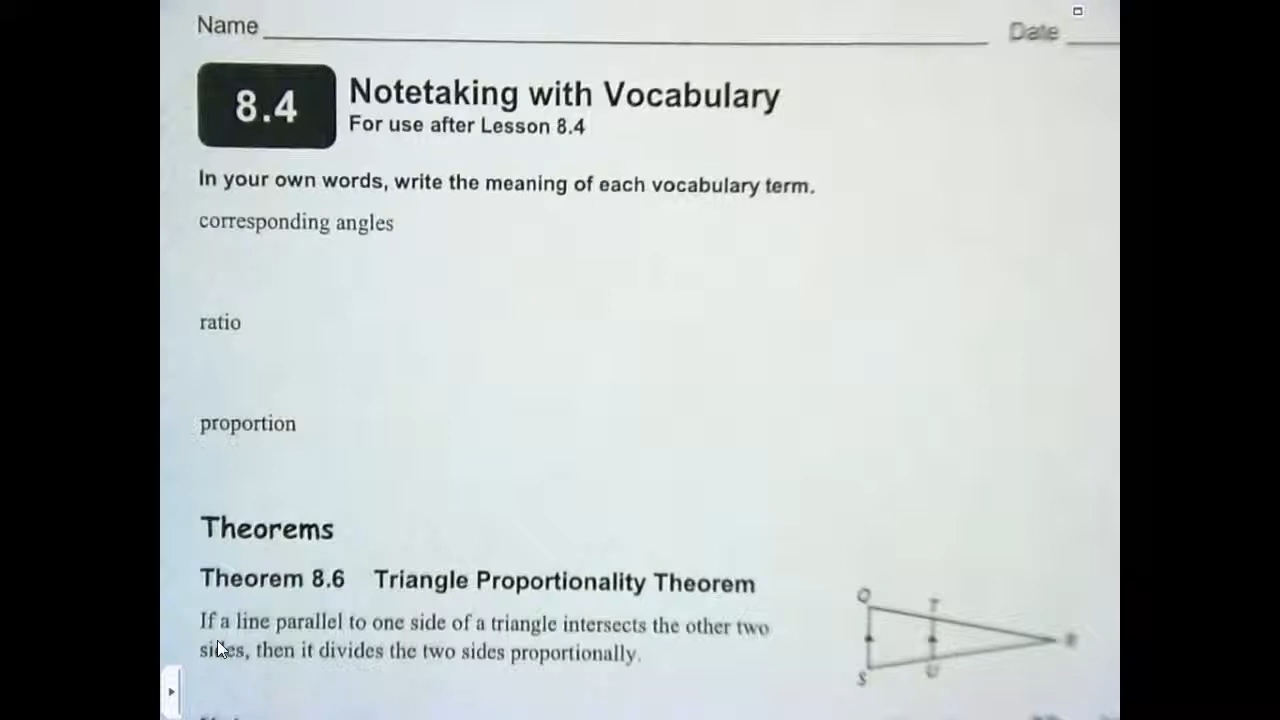 Name Date
8.4 Notetaking with Vocabulary
For use after Lesson 8.4
In your own words, write the meaning of each vocabulary term.
corresponding angles
ratio
proportion
Theorems
Theorem 8.6 Triangle Proportionality Theorem
If a line parallel to one side of a triangle intersects the other two
sides, then it divides the two sides proportionally.
Q T
S U